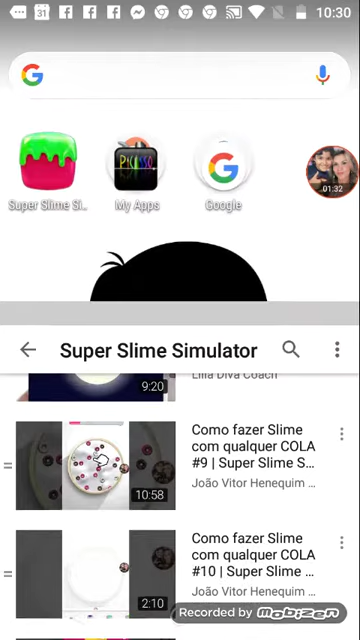 31
10:30
Super Slime Si...
PICASSO
My Apps
Google
01:32
Super Slime Simulator
9:20
Lilla Diva Coach
Como fazer Slime
com qualquer COLA
#9 | Super Slime S...
João Vitor Henequim ...
10:58
Como fazer Slime
com qualquer COLA
#10 | Super Slime ...
João Vitor Henequim ...
2:10
Recorded by mobizen